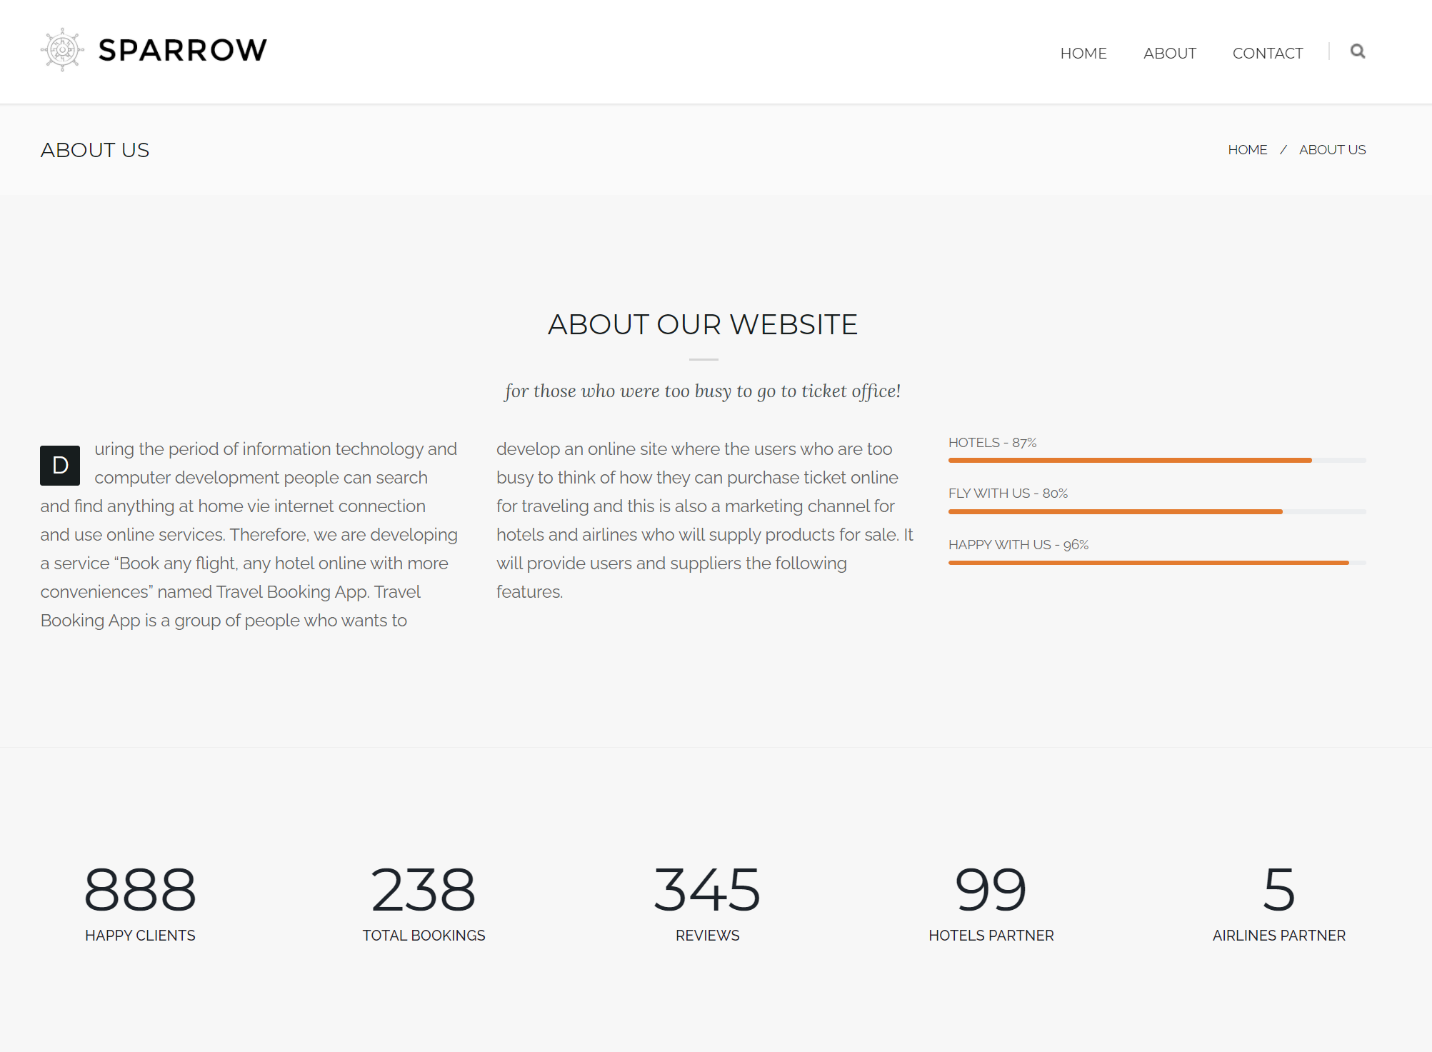 SPARROW
HOME ABOUT CONTACT
ABOUT US
HOME / ABOUT US
ABOUT OUR WEBSITE
for those who were too busy to go to ticket office!
During the period of information technology and
computer development people can search
and find anything at home vie internet connection
and use online services. Therefore, we are developing
a service “Book any flight, any hotel online with more
conveniences” named Travel Booking App. Travel
Booking App is a group of people who wants to
develop an online site where the users who are too
busy to think of how they can purchase ticket online
for traveling and this is also a marketing channel for
hotels and airlines who will supply products for sale. It
will provide users and suppliers the following
features.
HOTELS - 87%
FLY WITH US - 80%
HAPPY WITH US - 96%
888
HAPPY CLIENTS
238
TOTAL BOOKINGS
345
REVIEWS
99
HOTELS PARTNER
5
AIRLINES PARTNER